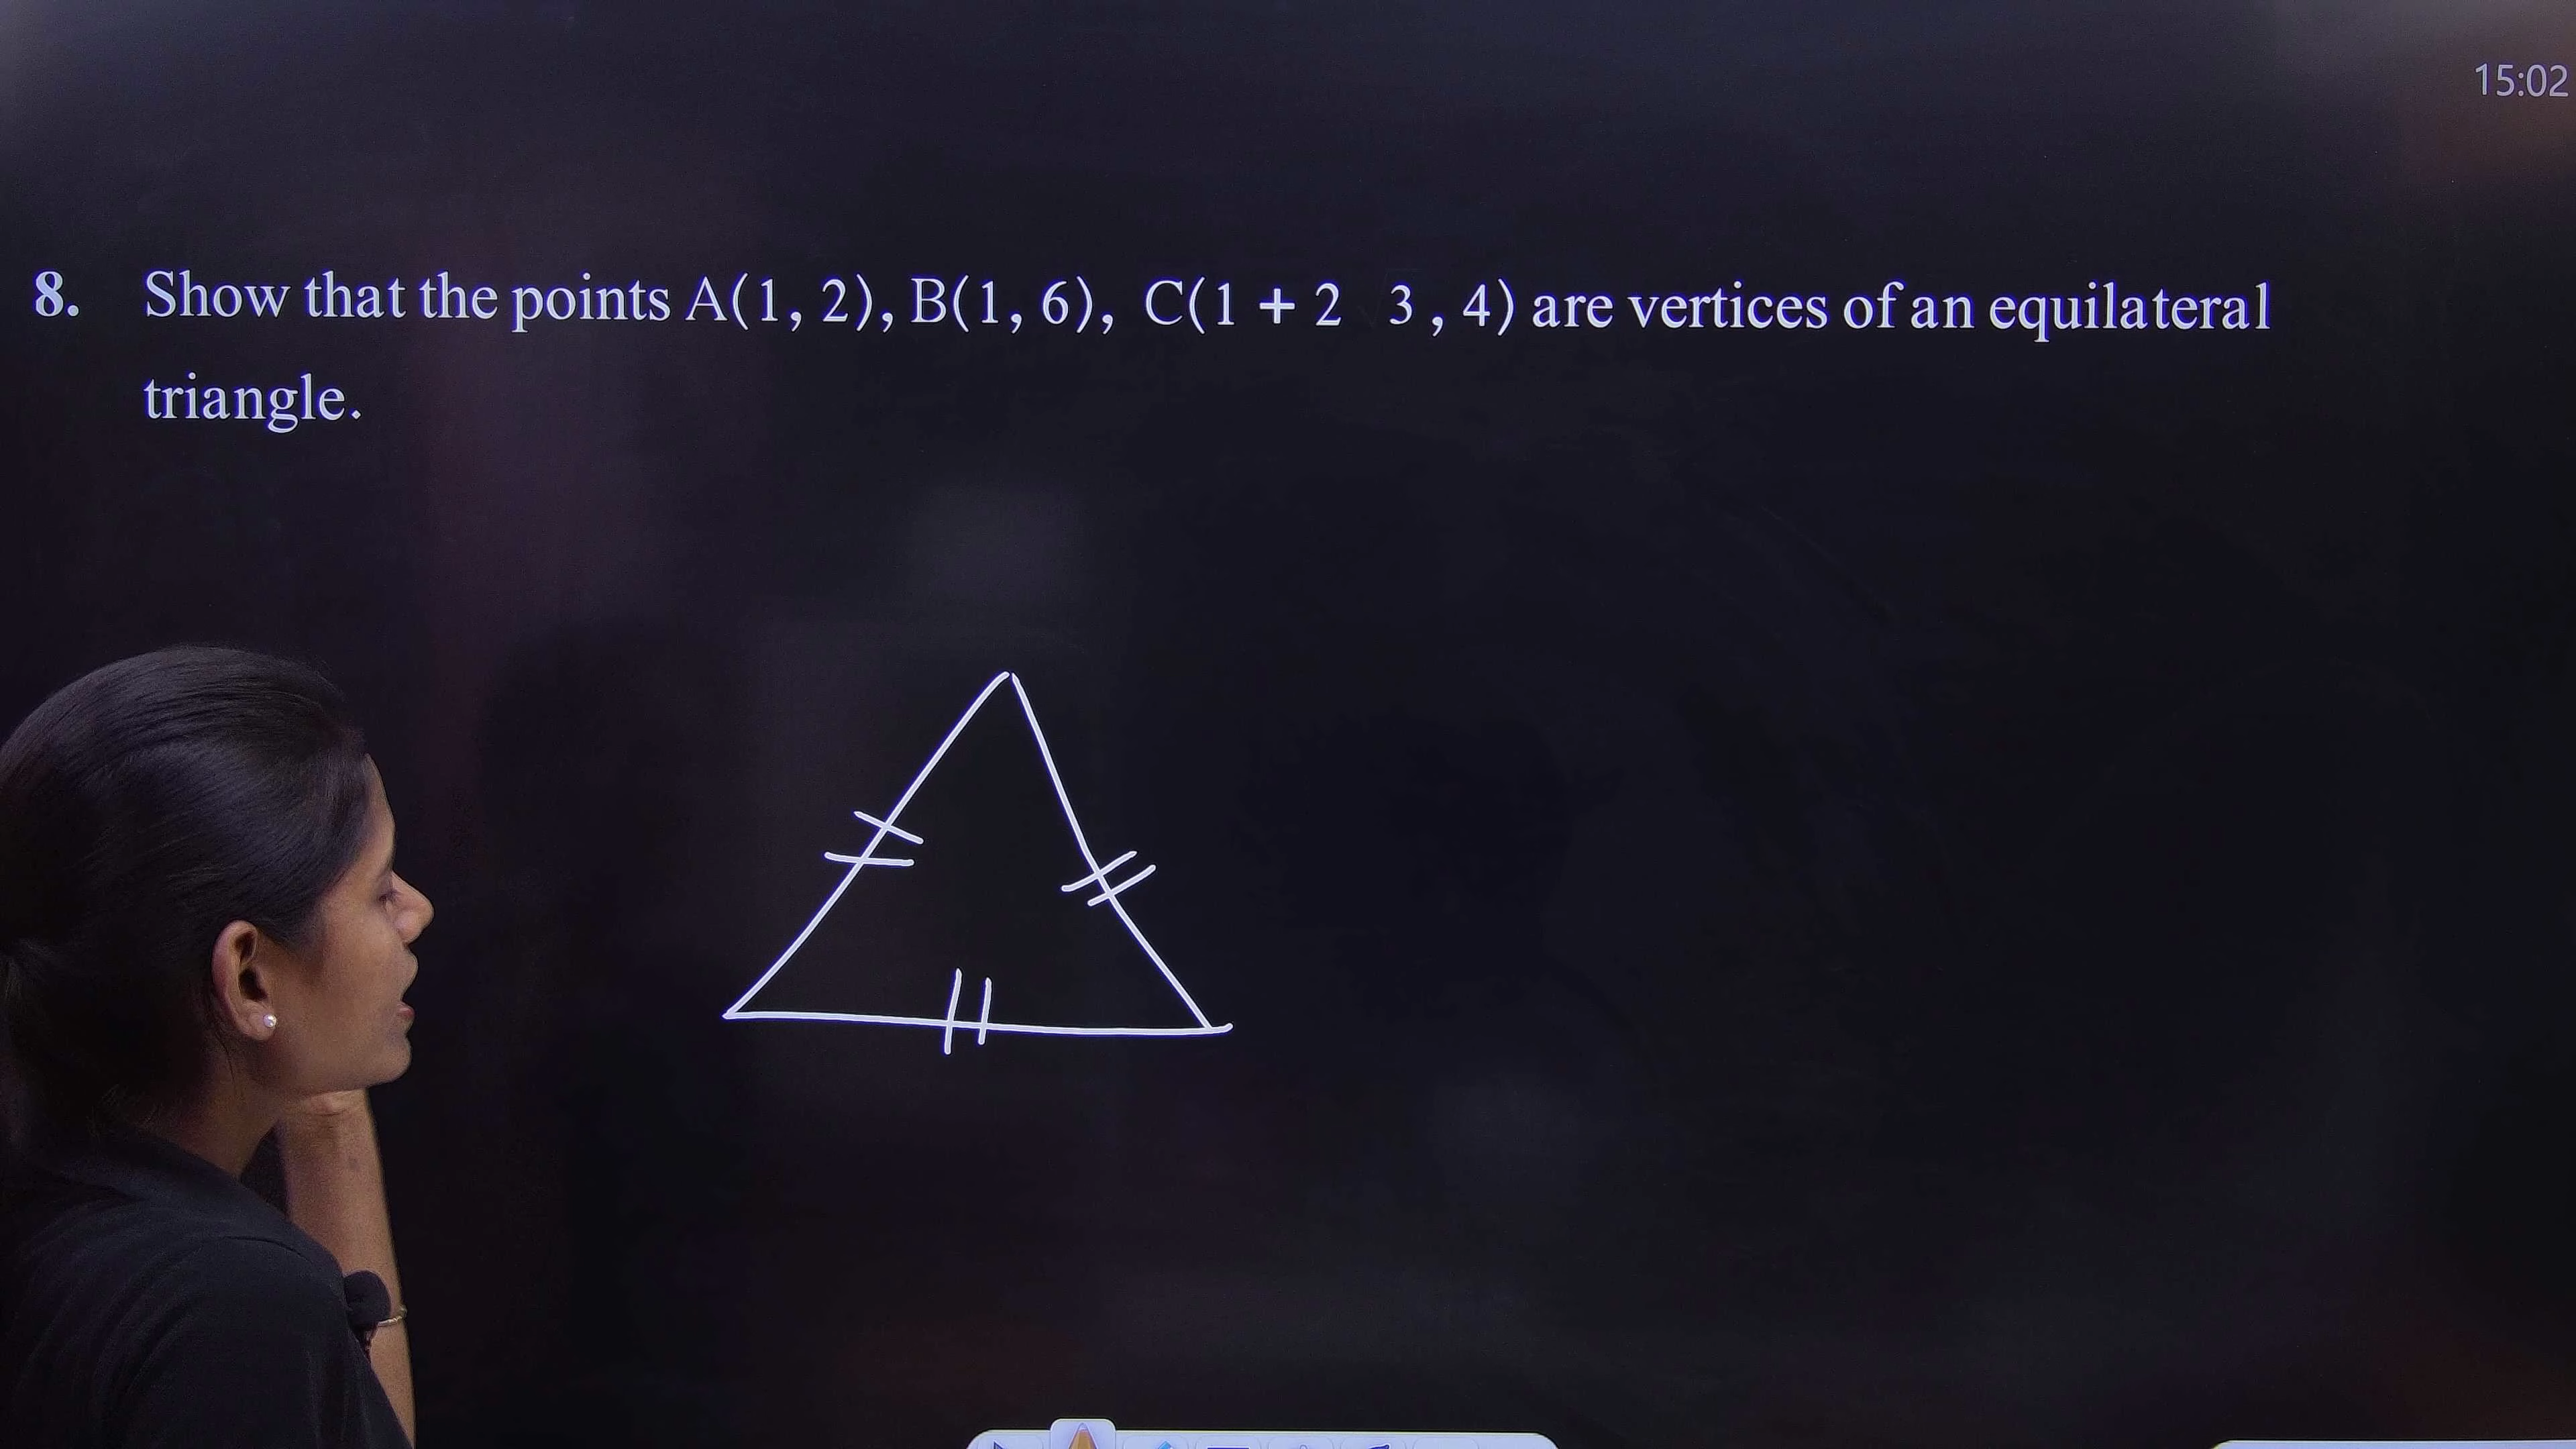 15:02
8. Show that the points A(1, 2), B(1, 6), C(1 + 2√3, 4) are vertices of an equilateral
triangle.